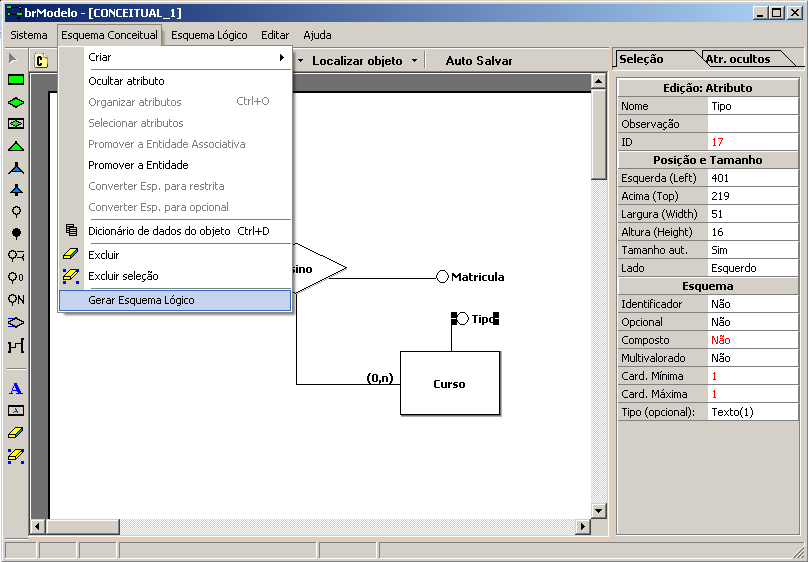 brModelo - [CONCEITUAL_1]
Sistema Esquema Conceitual Esquema Lógico Editar Ajuda
C Localizar objeto Auto Salvar
Criar
Ocultar atributo
Organizar atributos Ctrl+O
Selecionar atributos
Promover a Entidade Associativa
Promover a Entidade
Converter Esp. para restrita
Converter Esp. para opcional
Dicionário de dados do objeto Ctrl+D
Excluir
Excluir seleção
Gerar Esquema Lógico
sino
Matricula
Tipo
(0,n)
Curso
Seleção Atr. ocultos
Edição: Atributo
Nome Tipo
Observação
ID 17
Posição e Tamanho
Esquerda (Left) 401
Acima (Top) 219
Largura (Width) 51
Altura (Height) 16
Tamanho aut. Sim
Lado Esquerdo
Esquema
Identificador Não
Opcional Não
Composto Não
Multivalorado Não
Card. Mínima 1
Card. Máxima 1
Tipo (opcional): Texto(1)
A
A